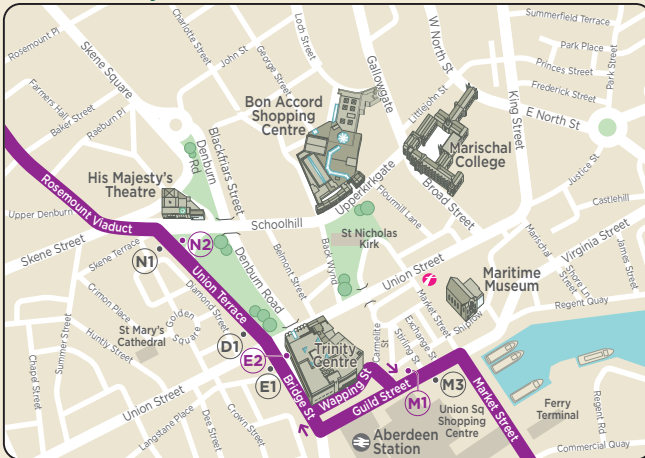 Rosemount Pl
Skene Square
Charlotte Street
John St
George Street
Loch Street
Gallowgate
W North St
Summerfield Terrace
Park Place
Park Street
Princes Street
Frederick Street
King Street
E North St
Littlejohn St
Farmers Hall
Baker Street
Raeburn Pl
Blackfriars Street
Denburn
Rd
Bon Accord
Shopping
Centre
Marischal
College
Justice St
Rosemount Viaduct
His Majesty's
Theatre
Upperkirkgate
Broad Street
Flourmill Lane
Castlehill
Upper Denburn
Schoolhill
St Nicholas
Kirk
Marischal
Virginia Street
James Street
Skene Street
Skene Terrace
N1
N2
Union Terrace
Denburn Road
Belmont Street
Back Wynd
Union Street
Maritime
Museum
Shore Ln
Street
Regent Quay
Crimon Place
Huntly Street
Golden
Square
Diamond Street
St Mary's
Cathedral
Market Street
Shiprow
Exchange St
Stirling St
Carmelite
St
Chapel Street
Summer Street
D1
E2
E1
Trinity
Centre
Bridge St
Wapping St
Guild Street
M1
M3
Market Street
Union Street
Langstane Place
Dee Street
Crown Street
Union Sq
Shopping
Centre
Ferry
Terminal
Regent Rd
Aberdeen
Station
Commercial Quay